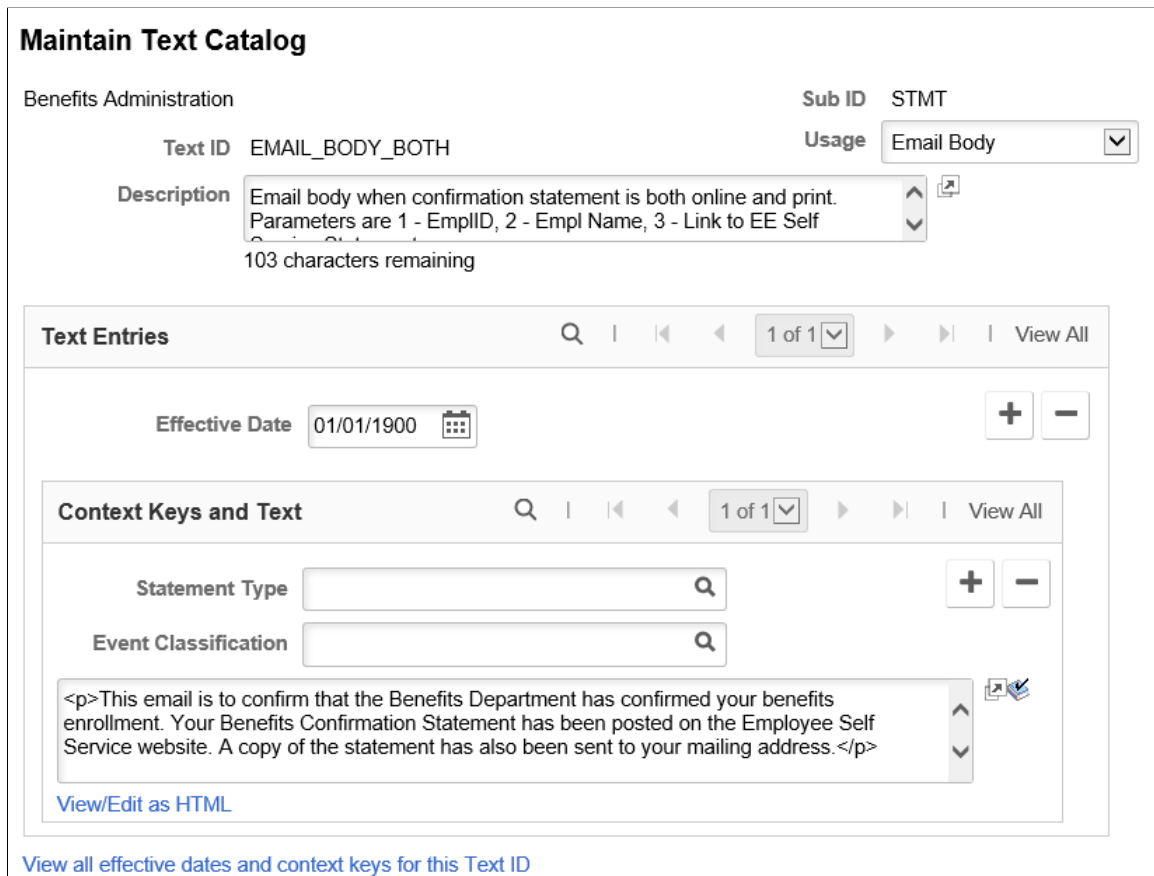 Maintain Text Catalog
Benefits Administration
Sub ID STMT
Text ID EMAIL_BODY_BOTH
Usage Email Body
Description Email body when confirmation statement is both online and print.
Parameters are 1 - EmplID, 2 - Empl Name, 3 - Link to EE Self
103 characters remaining
Text Entries 1 of 1 View All
Effective Date 01/01/1900
Context Keys and Text 1 of 1 View All
Statement Type
Event Classification
<p>This email is to confirm that the Benefits Department has confirmed your benefits
enrollment. Your Benefits Confirmation Statement has been posted on the Employee Self
Service website. A copy of the statement has also been sent to your mailing address.</p>
View/Edit as HTML
View all effective dates and context keys for this Text ID